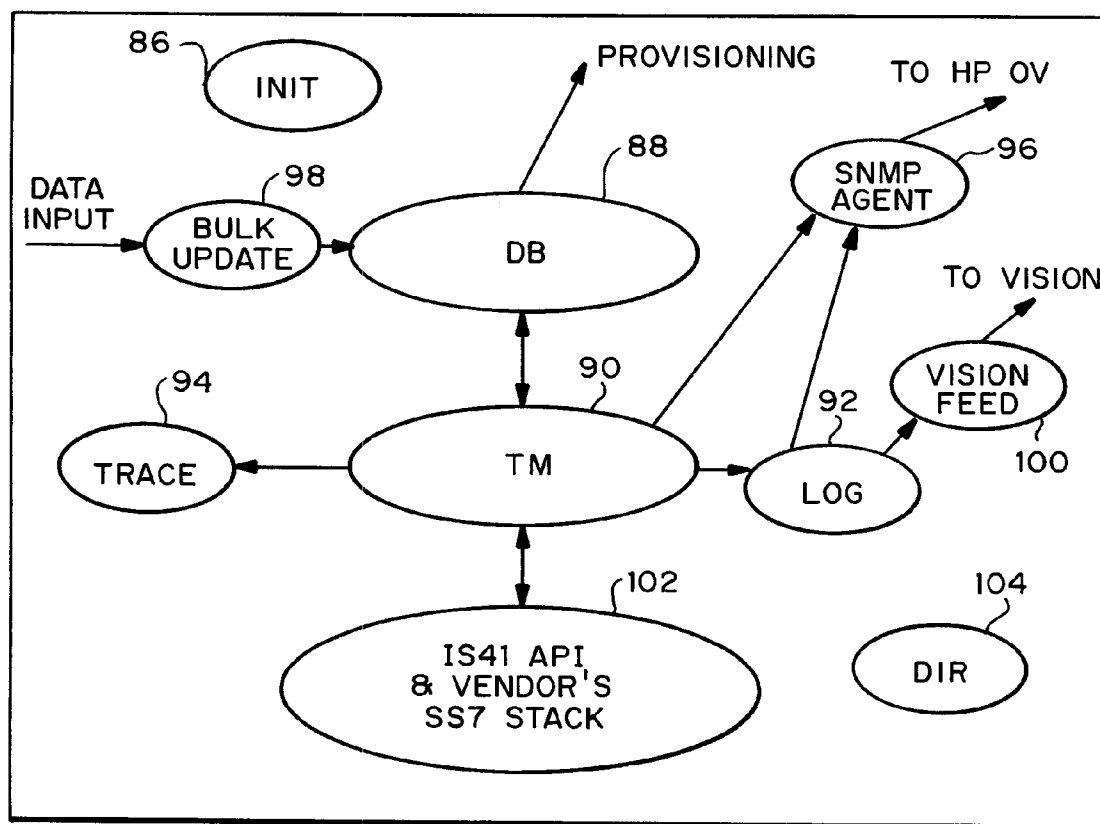 86
INIT
PROVISIONING
TO HP OV
DATA
INPUT
98
BULK
UPDATE
88
DB
SNMP
AGENT
96
TO VISION
94
TRACE
90
TM
92
LOG
VISION
FEED
100
102
IS41 API
& VENDOR'S
SS7 STACK
104
DIR